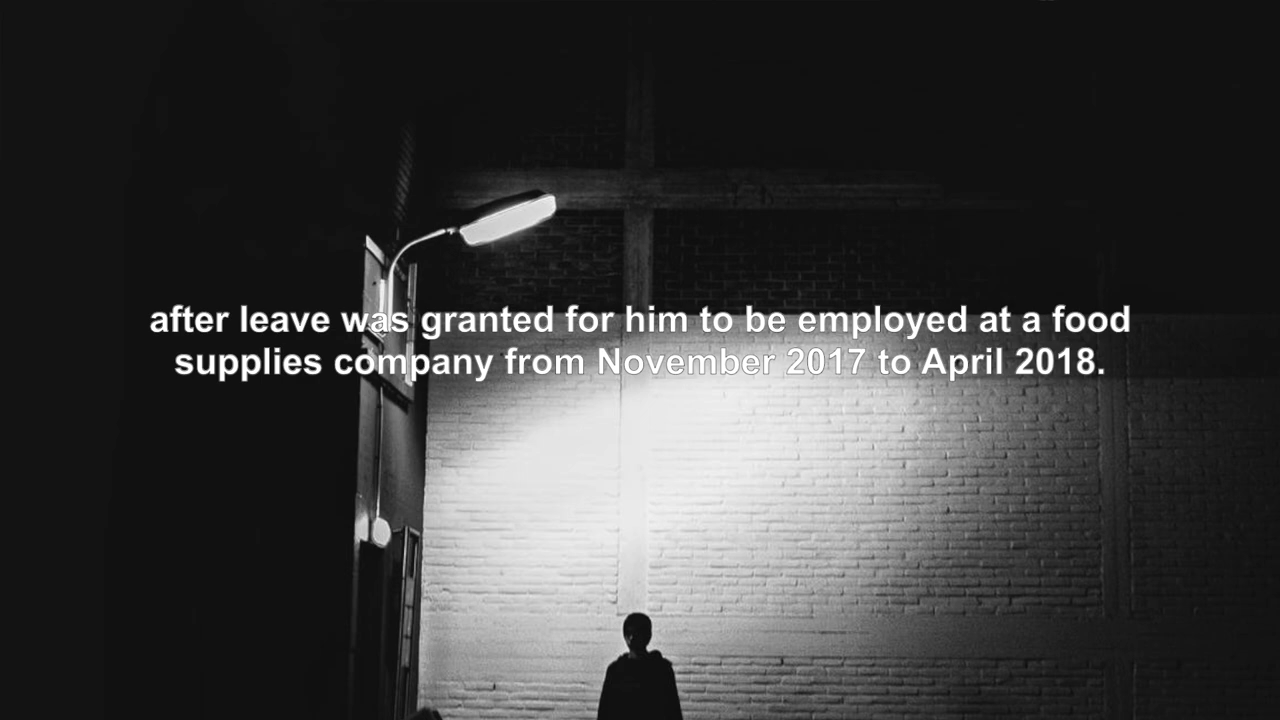 after leave was granted for him to be employed at a food
supplies company from November 2017 to April 2018.